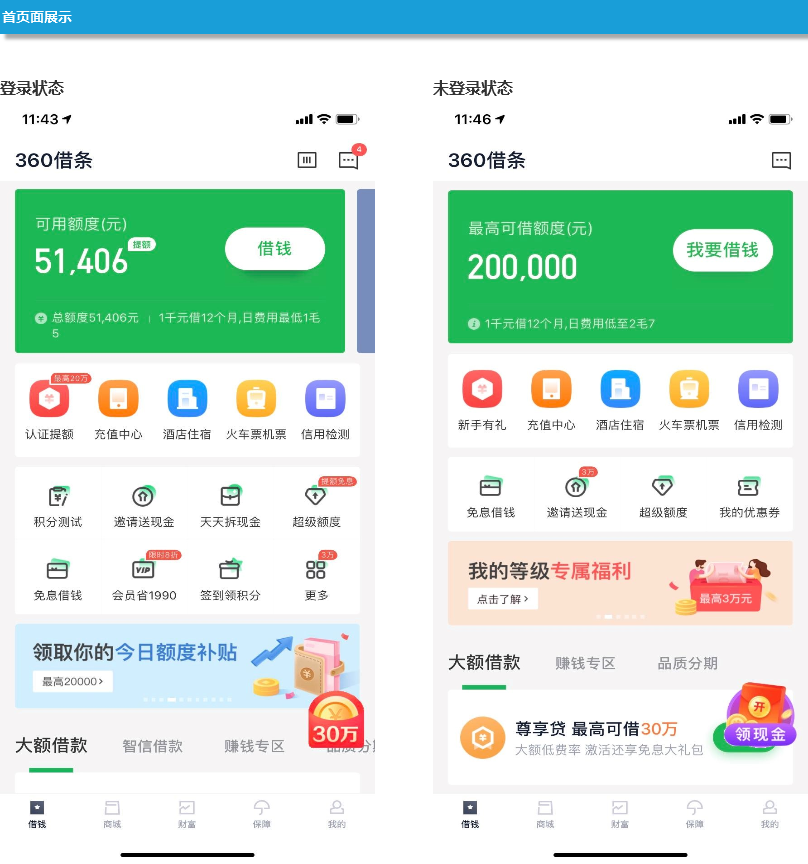 首页面展示
登录状态
11:43
360借条
4
可用额度(元)
51,406
提额
借钱
总额度51,406元 | 1千元借12个月,日费用最低1毛
5
最高20万
认证提额
充值中心
酒店住宿
火车票机票
信用检测
提额免息
积分测试
邀请送现金
天天拆现金
超级额度
限时8折
3万
VIP
免息借钱
会员省1990
签到领积分
更多
领取你的今日额度补贴
最高20000>
30万
大额借款
智信借款
赚钱专区
品质分期
借钱
商城
财富
保障
我的
未登录状态
11:46
360借条
最高可借额度(元)
200,000
我要借钱
1千元借12个月,日费用低至2毛7
新手有礼
充值中心
酒店住宿
火车票机票
信用检测
3万
免息借钱
邀请送现金
超级额度
我的优惠券
我的等级专属福利
点击了解>
最高3万元
大额借款
赚钱专区
品质分期
尊享贷 最高可借30万
大额低费率 激活还享免息大礼包
开
领现金
借钱
商城
财富
保障
我的